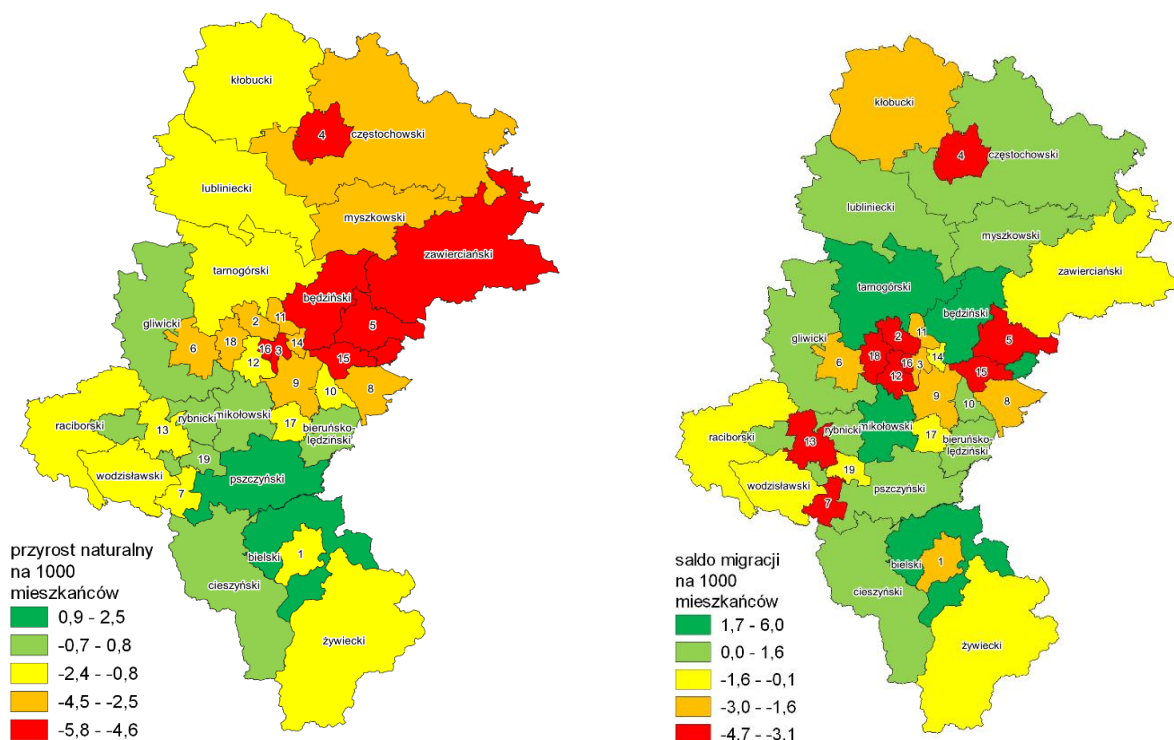 kłobucki
4
częstochowski
lubliniecki
myszkowski
zawierciański
tarnogórski
będziński
gliwicki
2
11
5
6
18
16
3
14
12
15
9
10
8
raciborski
13
rybnicki
mikołowski
17
bieruńsko-
lędziński
wodzisławski
19
7
pszczyński
bielski
1
cieszyński
żywiecki
przyrost naturalny
na 1000
mieszkańców
0,9 - 2,5
-0,7 - 0,8
-2,4 - -0,8
-4,5 - -2,5
-5,8 - -4,6
kłobucki
4
częstochowski
lubliniecki
myszkowski
zawierciański
tarnogórski
będziński
gliwicki
2
11
5
6
18
16
3
14
12
15
9
10
8
raciborski
13
rybnicki
mikołowski
17
bieruńsko-
lędziński
wodzisławski
19
7
pszczyński
bielski
1
cieszyński
żywiecki
saldo migracji
na 1000
mieszkańców
1,7 - 6,0
0,0 - 1,6
-1,6 - -0,1
-3,0 - -1,6
-4,7 - -3,1